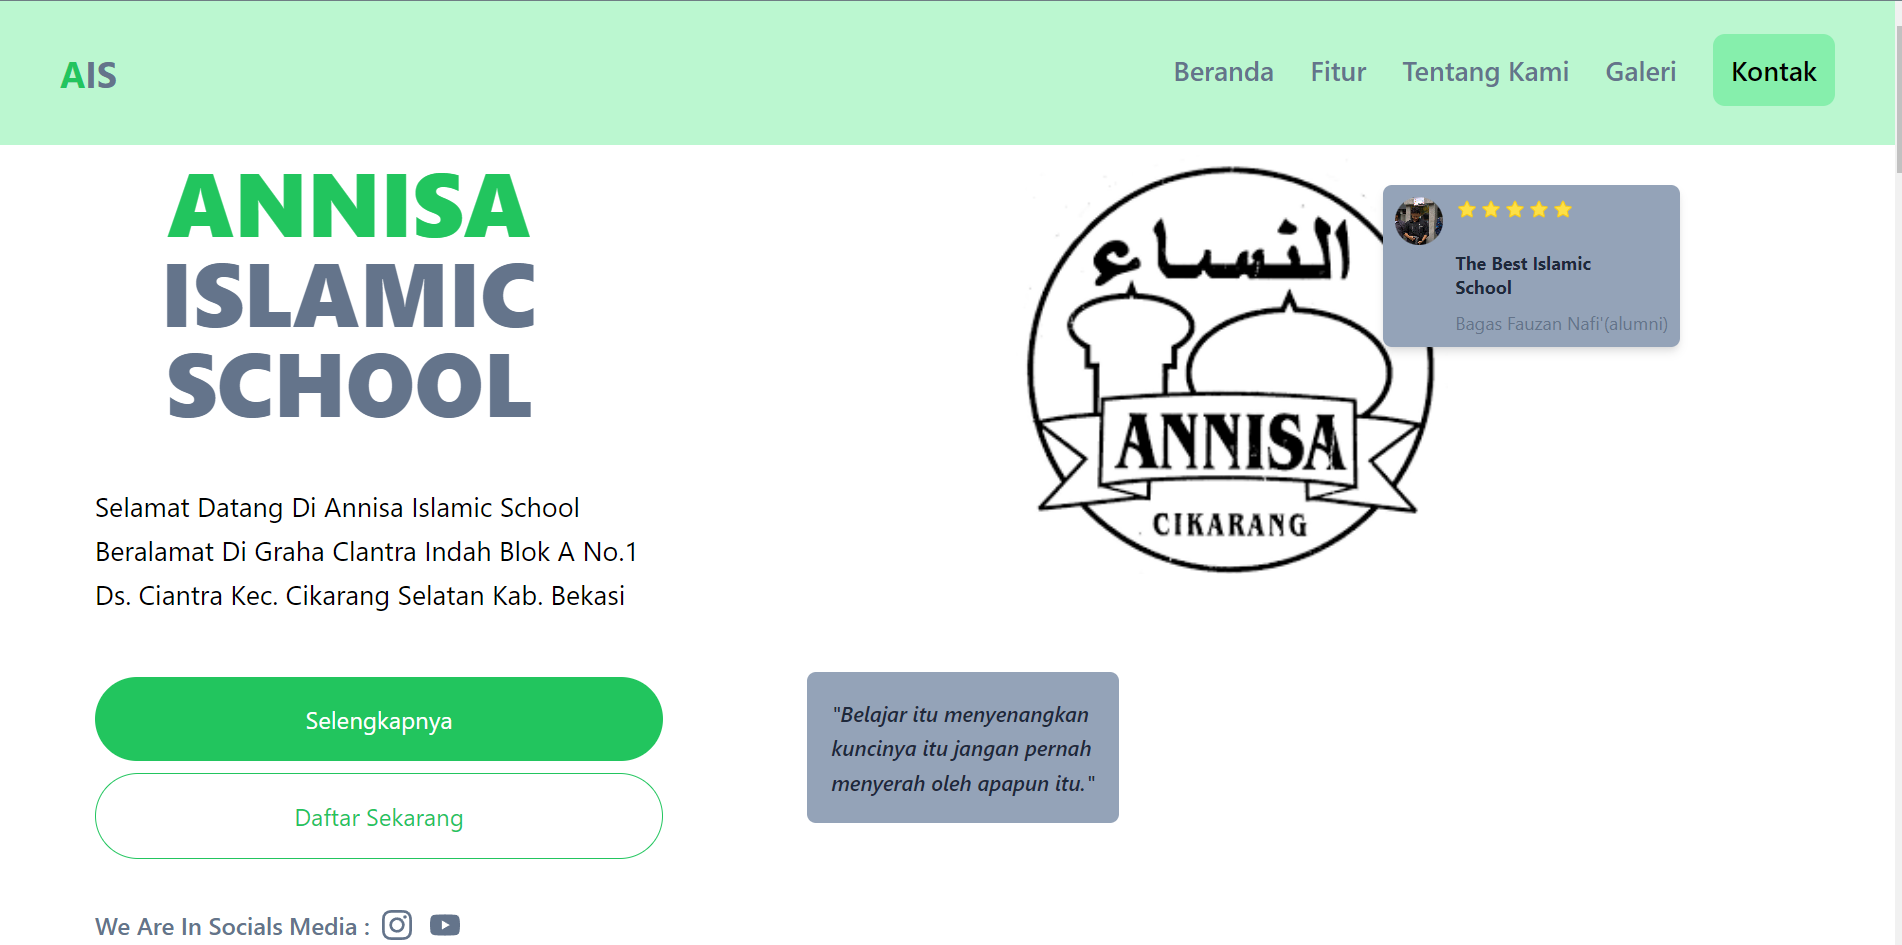 AIS
Beranda Fitur Tentang Kami Galeri Kontak
ANNISA
ISLAMIC
SCHOOL
Selamat Datang Di Annisa Islamic School
Beralamat Di Graha Clantra Indah Blok A No.1
Ds. Ciantra Kec. Cikarang Selatan Kab. Bekasi
Selengkapnya
Daftar Sekarang
We Are In Socials Media :
النساء
ANNISA
CIKARANG
The Best Islamic
School
Bagas Fauzan Nafi'(alumni)
"Belajar itu menyenangkan
kuncinya itu jangan pernah
menyerah oleh apapun itu."